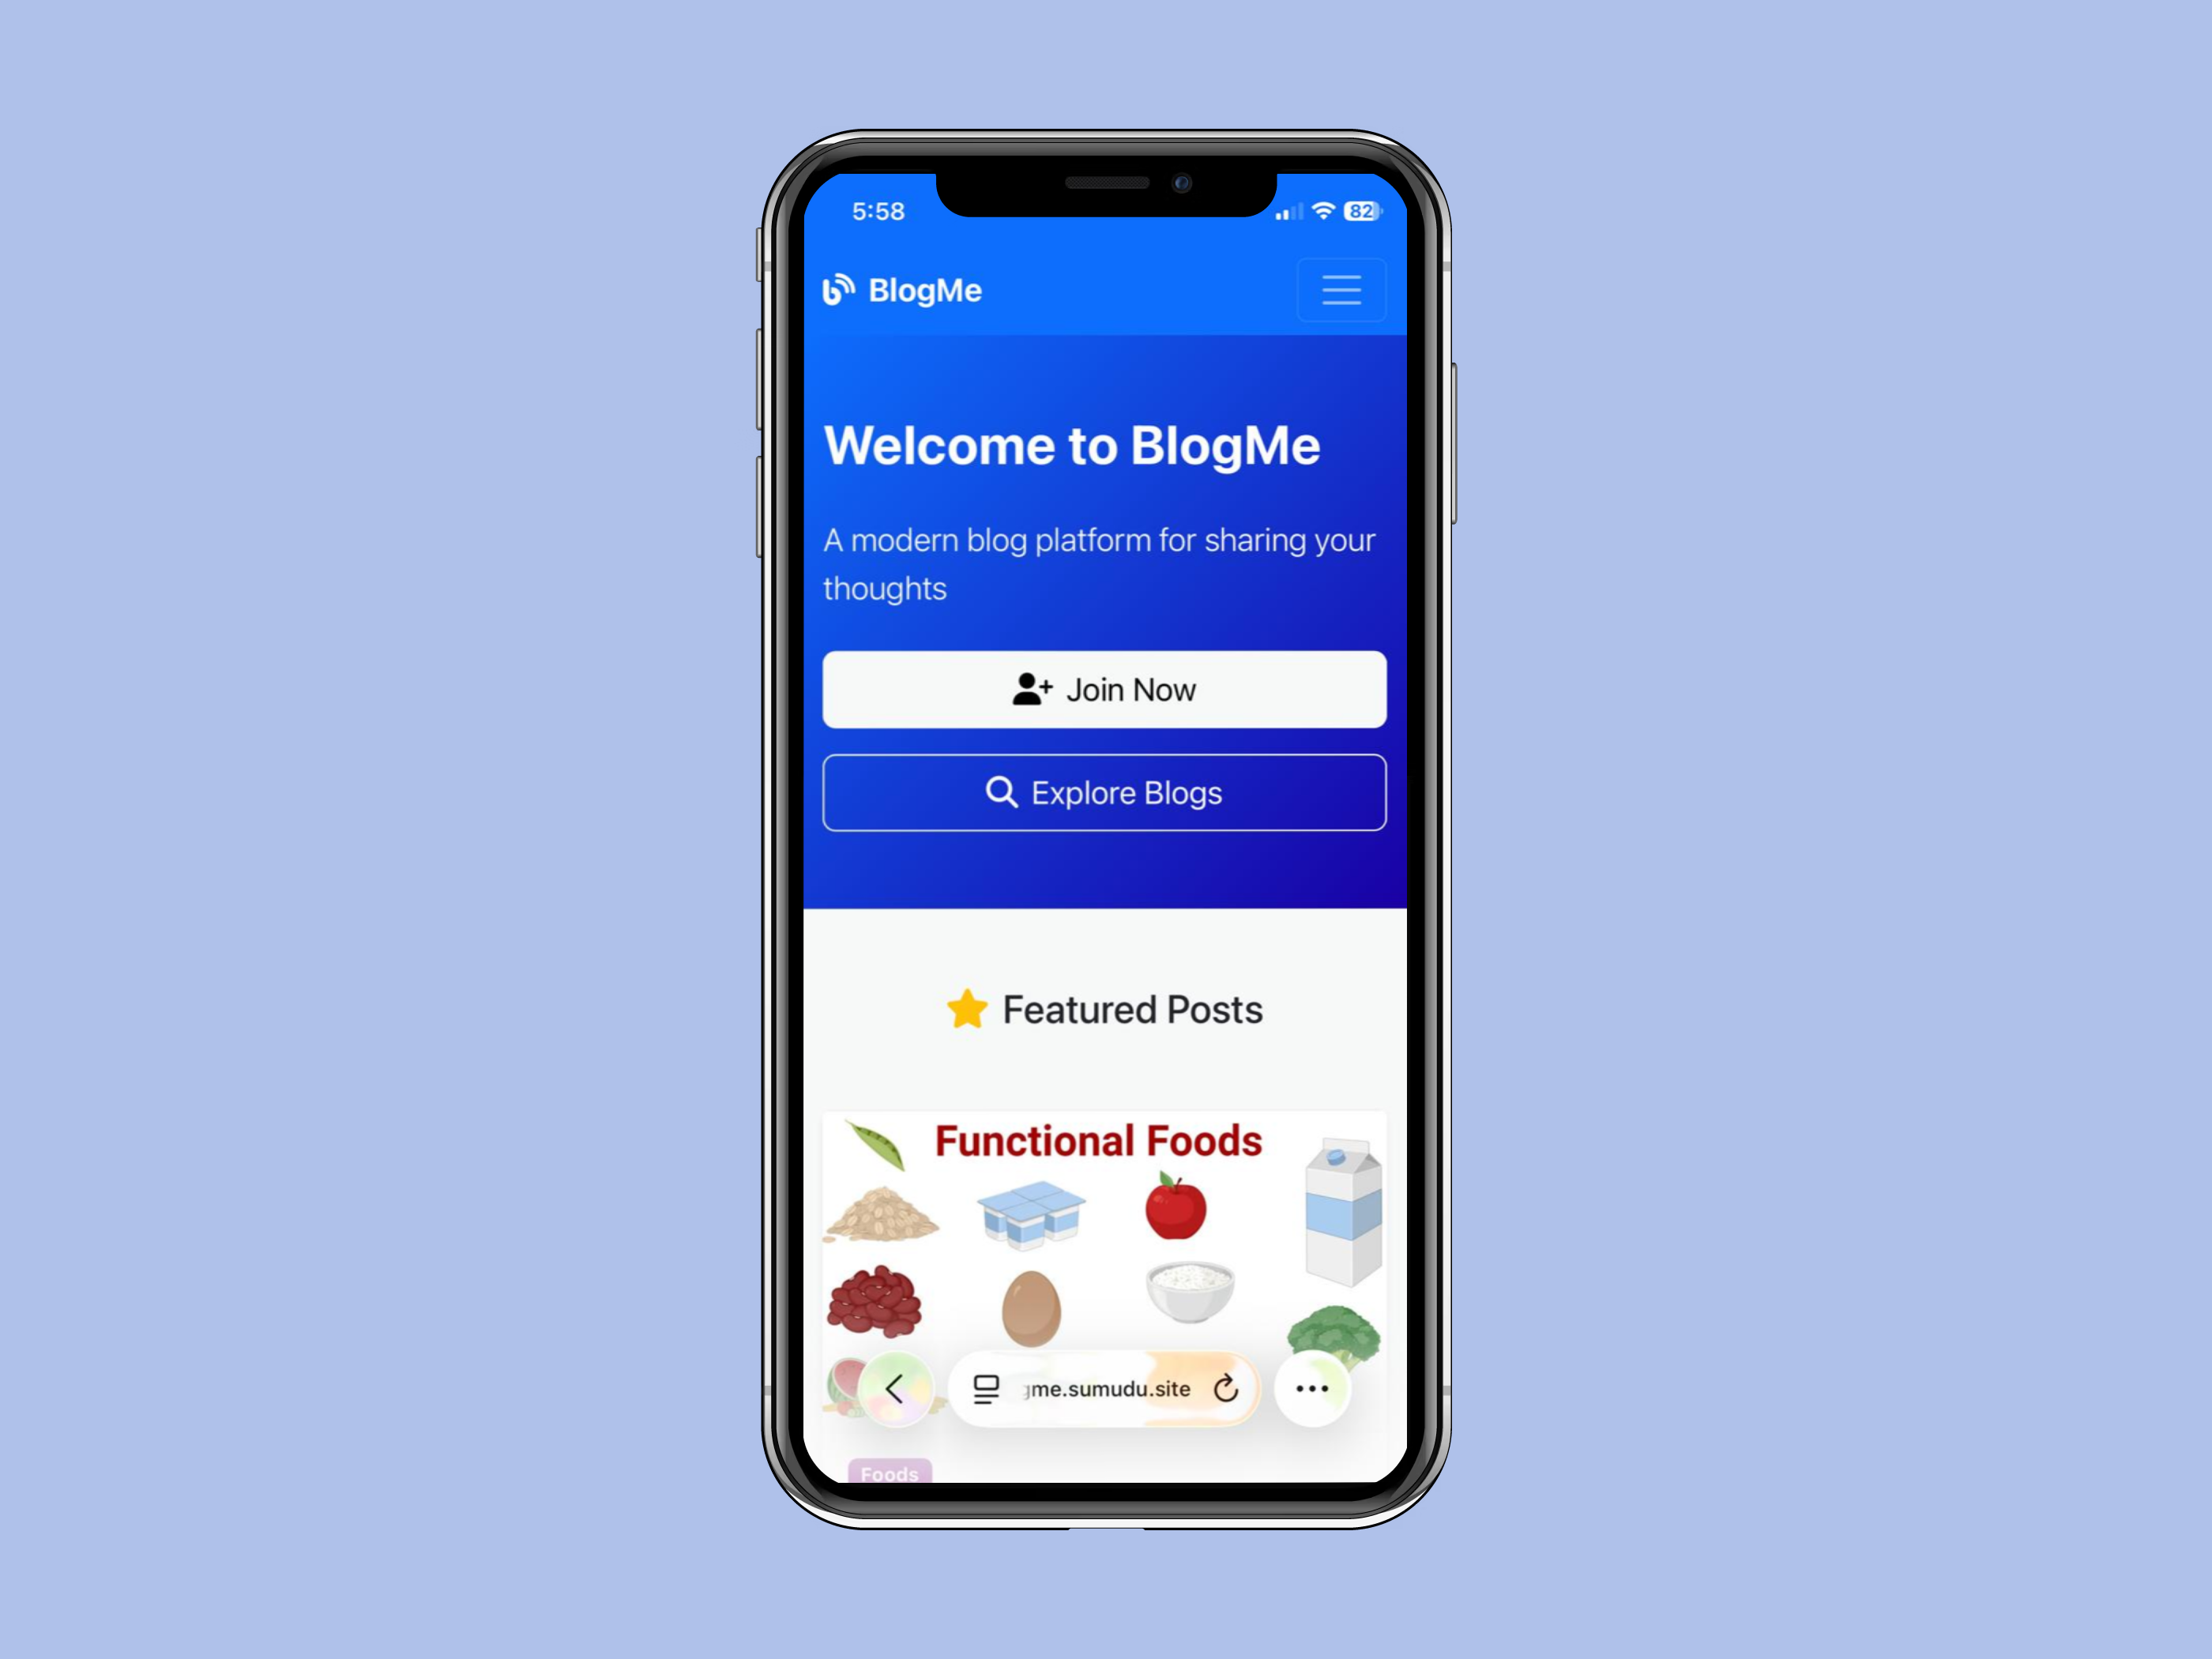 5:58
82
BlogMe
Welcome to BlogMe
A modern blog platform for sharing your
thoughts
Join Now
Explore Blogs
Featured Posts
Functional Foods
gme.sumudu.site
Foods